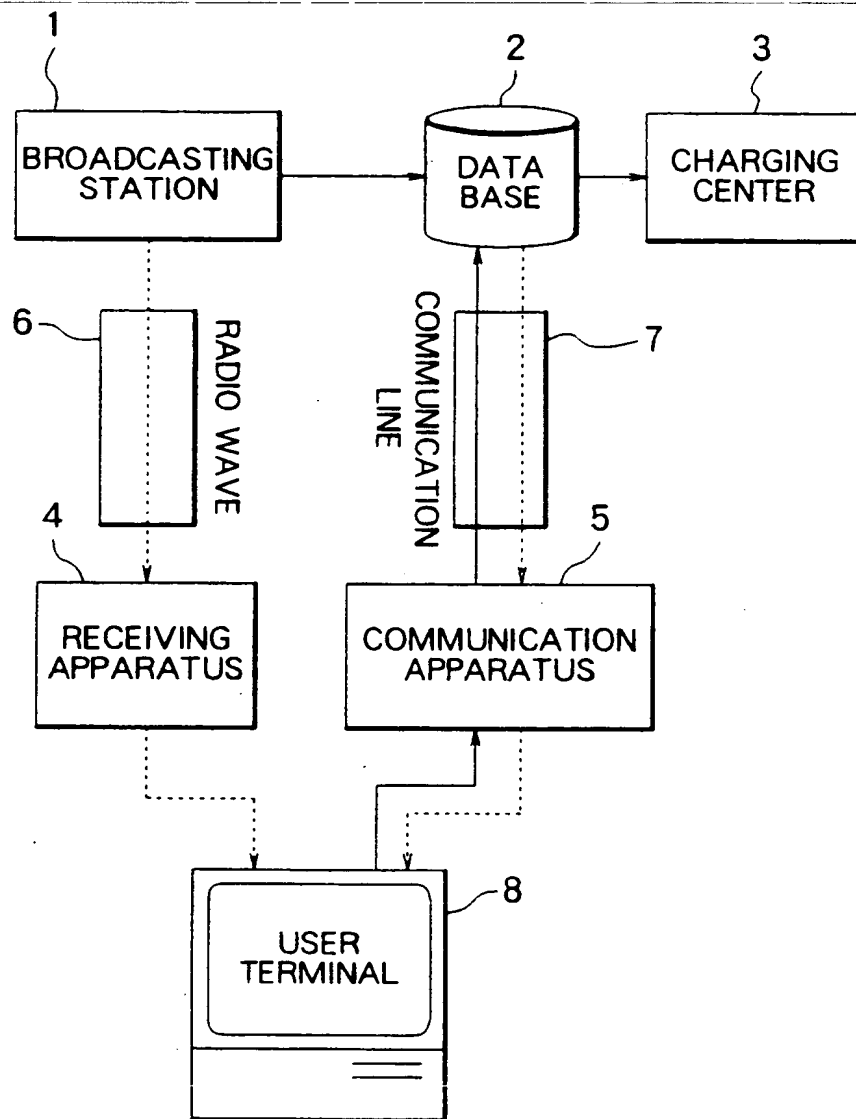 1
2
3
BROADCASTING
STATION
DATA
BASE
CHARGING
CENTER
6
RADIO WAVE
COMMUNICATION
LINE
7
4
5
RECEIVING
APPARATUS
COMMUNICATION
APPARATUS
8
USER
TERMINAL